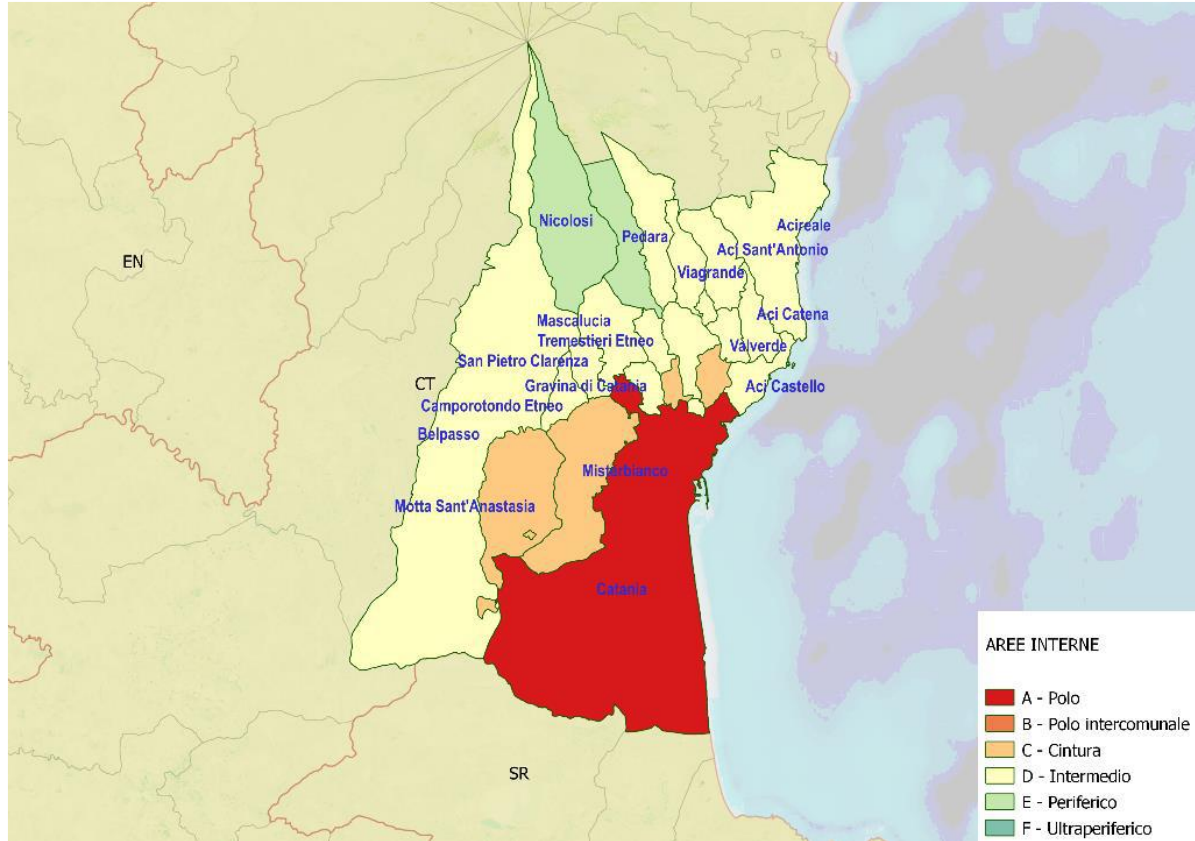 Nicolosi
Pedara
Acireale
Aci Sant'Antonio
EN
Viagrande
Mascalucia
Aci Catena
Tremestieri Etneo
Valverde
San Pietro Clarenza
CT
Gravina di Catania
Aci Castello
Camporotondo Etneo
Belpasso
Misterbianco
Motta Sant'Anastasia
Catania
SR
AREE INTERNE
A - Polo
B - Polo intercomunale
C - Cintura
D - Intermedio
E - Periferico
F - Ultraperiferico